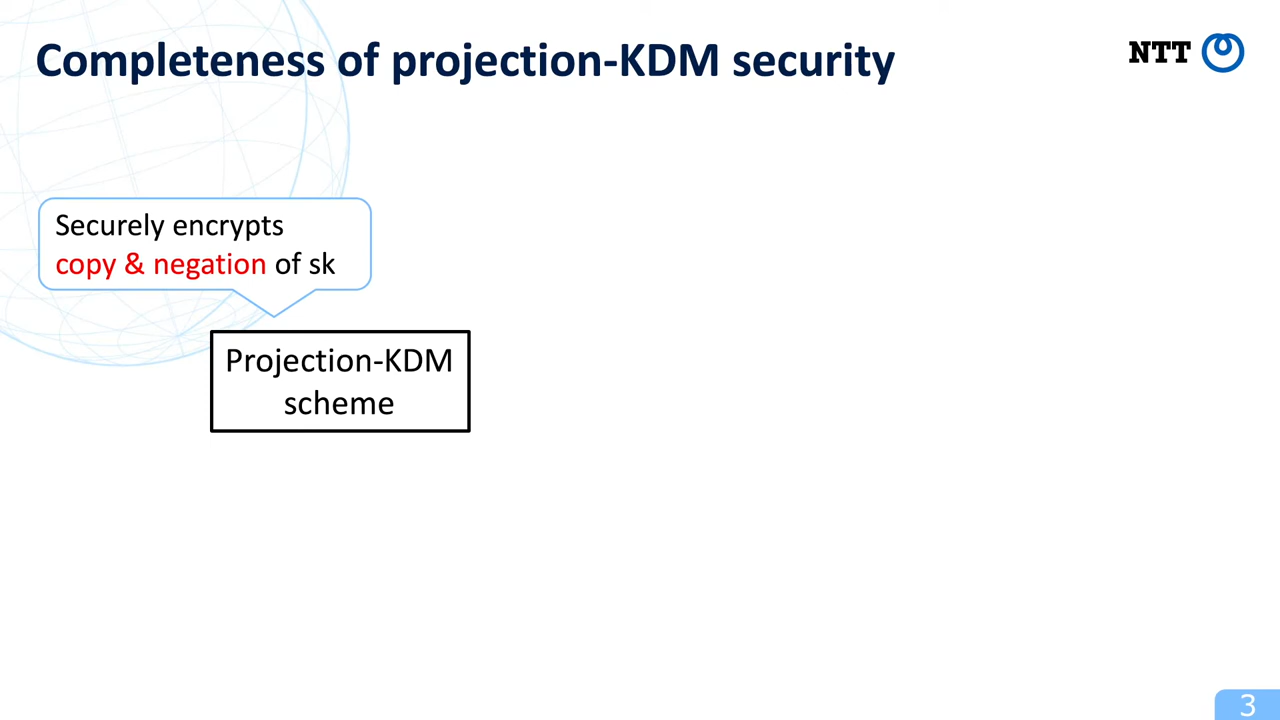 Completeness of projection-KDM security
NTT
Securely encrypts
copy & negation of sk
Projection-KDM
scheme
3